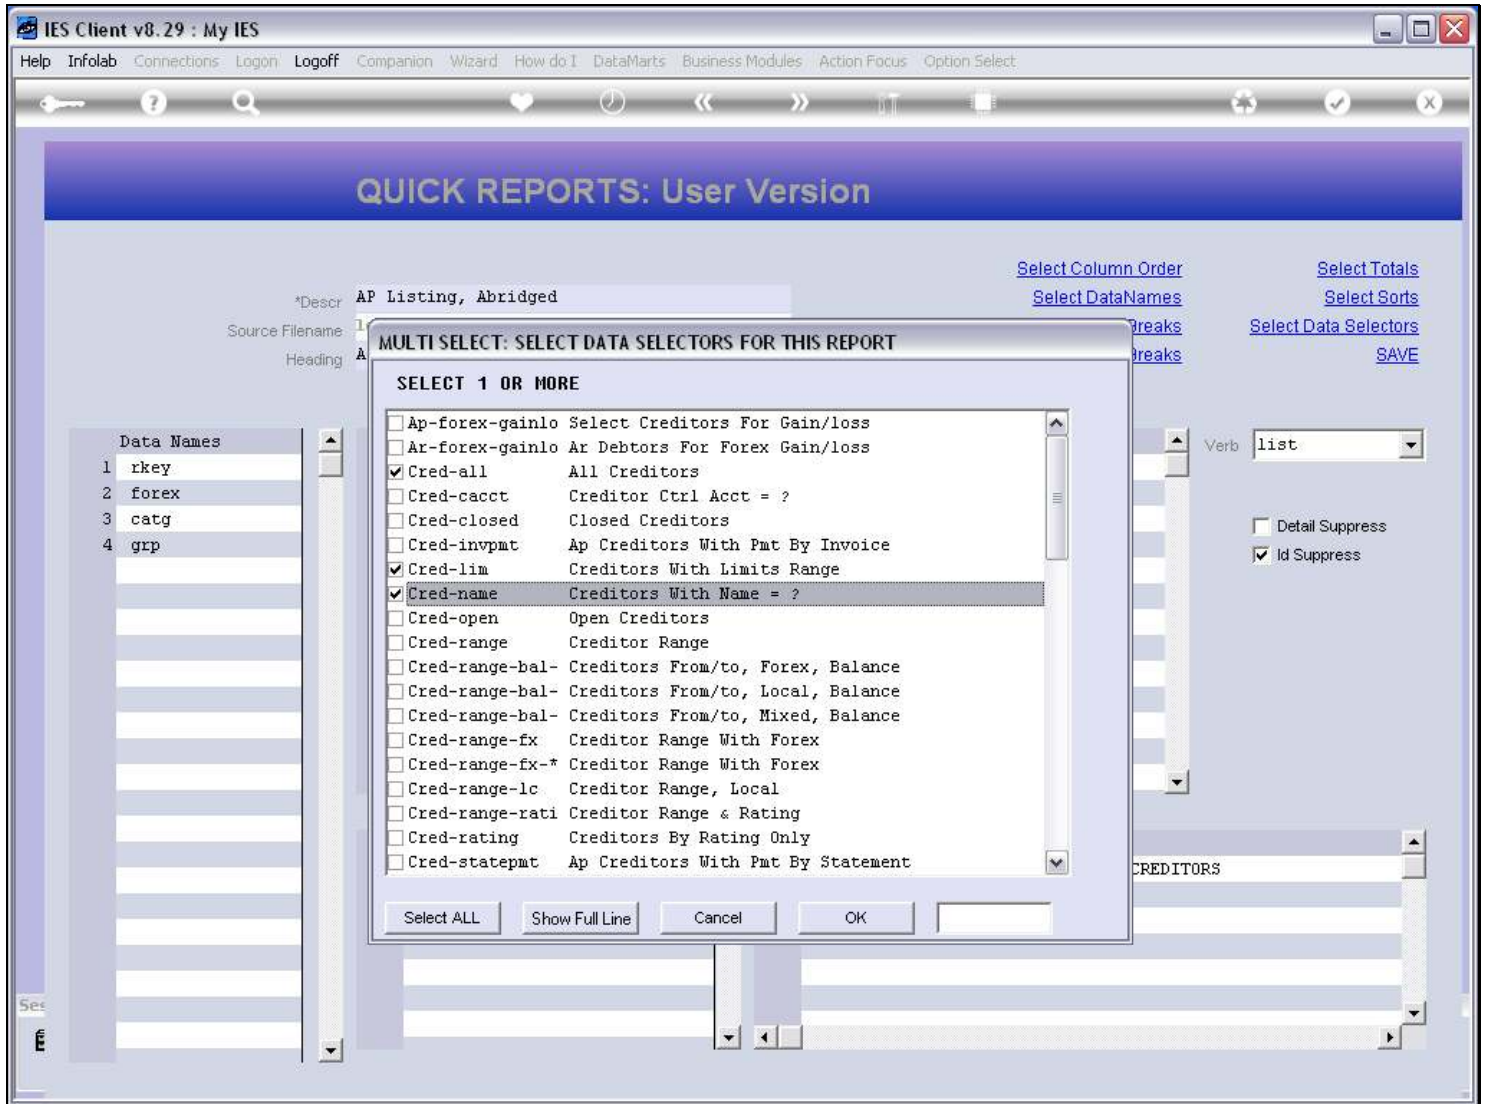 IES Client v8.29 : My IES
Help Infolab Connections Logon Logoff Companion Wizard How do I DataMarts Business Modules Action Focus Option Select
QUICK REPORTS: User Version
Select Column Order Select Totals
*Descr AP Listing, Abridged Select DataNames Select Sorts
Source Filename Breaks Select Data Selectors
Heading A Breaks SAVE
MULTI SELECT: SELECT DATA SELECTORS FOR THIS REPORT
SELECT 1 OR MORE
Ap-forex-gainlo Select Creditors For Gain/loss
Ar-forex-gainlo Ar Debtors For Forex Gain/loss
Cred-all All Creditors
Cred-cacct Creditor Ctrl Acct = ?
Cred-closed Closed Creditors
Cred-invpmt Ap Creditors With Pmt By Invoice
Cred-lim Creditors With Limits Range
Cred-name Creditors With Name = ?
Cred-open Open Creditors
Cred-range Creditor Range
Cred-range-bal- Creditors From/to, Forex, Balance
Cred-range-bal- Creditors From/to, Local, Balance
Cred-range-bal- Creditors From/to, Mixed, Balance
Cred-range-fx Creditor Range With Forex
Cred-range-fx-* Creditor Range With Forex
Cred-range-lc Creditor Range, Local
Cred-range-rati Creditor Range & Rating
Cred-rating Creditors By Rating Only
Cred-statepmt Ap Creditors With Pmt By Statement
Select ALL Show Full Line Cancel OK
Data Names
1 rkey
2 forex
3 catg
4 grp
Verb list
Detail Suppress
Id Suppress
CREDITORS
Ses